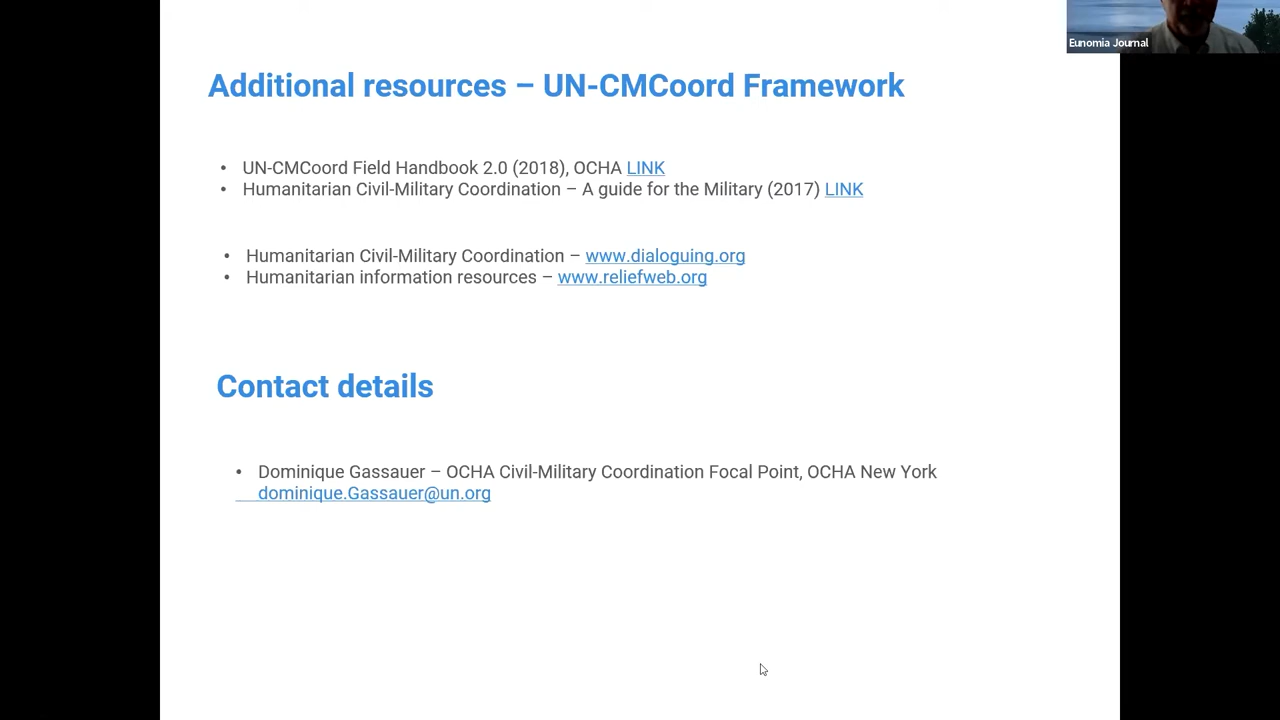 Eunomia Journal
Additional resources – UN-CMCoord Framework
• UN-CMCoord Field Handbook 2.0 (2018), OCHA LINK
• Humanitarian Civil-Military Coordination – A guide for the Military (2017) LINK
• Humanitarian Civil-Military Coordination – www.dialoguing.org
• Humanitarian information resources – www.reliefweb.org
Contact details
• Dominique Gassauer – OCHA Civil-Military Coordination Focal Point, OCHA New York
dominique.Gassauer@un.org